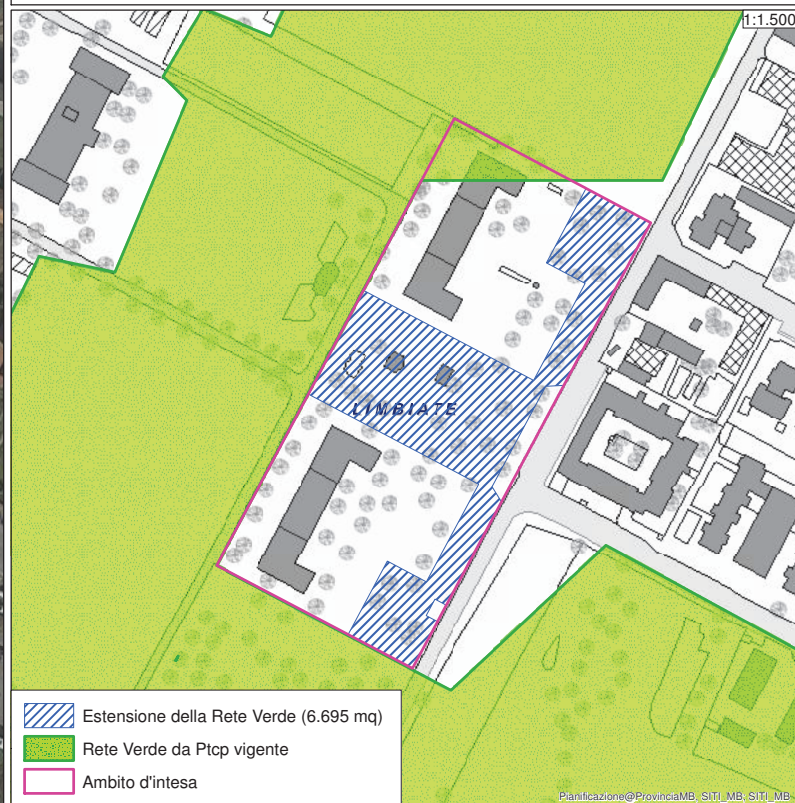 1:1.500
LIMBIATE
Estensione della Rete Verde (6.695 mq)
Rete Verde da Ptcp vigente
Ambito d'intesa
Pianificazione@ProvinciaMB, SITI_MB, SITI_MB